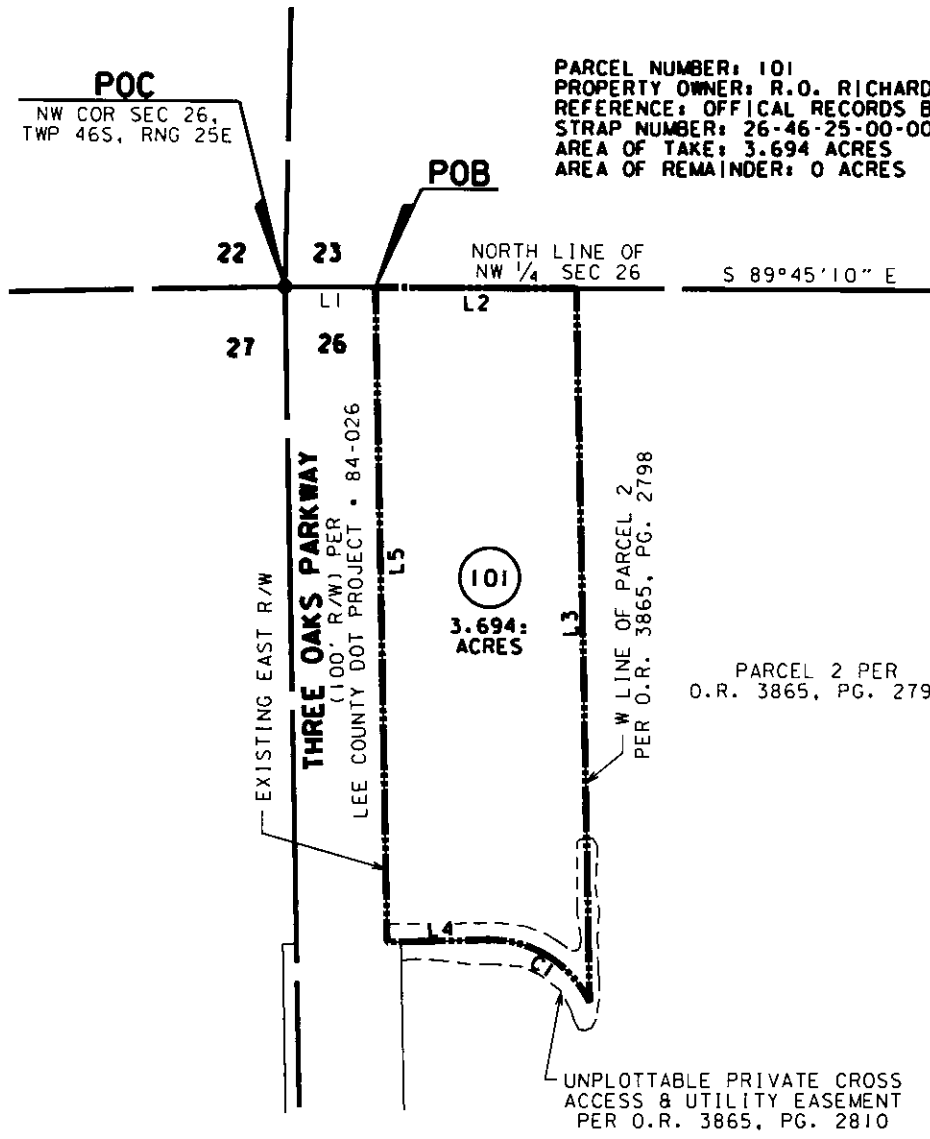 POC
NW COR SEC 26,
TWP 46S, RNG 25E
PARCEL NUMBER: 101
PROPERTY OWNER: R.O. RICHARD
REFERENCE: OFFICAL RECORDS B
STRAP NUMBER: 26-46-25-00-00
AREA OF TAKE: 3.694 ACRES
AREA OF REMAINDER: 0 ACRES
POB
22
23
NORTH LINE OF
NW 1/4 SEC 26
S 89°45'10" E
L1
L2
27
26
EXISTING EAST R/W
THREE OAKS PARKWAY
(100' R/W) PER
LEE COUNTY DOT PROJECT • 84-026
L5
101
3.694±
ACRES
L3
W LINE OF PARCEL 2
PER O.R. 3865, PG. 2798
PARCEL 2 PER
O.R. 3865, PG. 279
L4
C1
UNPLOTTABLE PRIVATE CROSS
ACCESS & UTILITY EASEMENT
PER O.R. 3865, PG. 2810